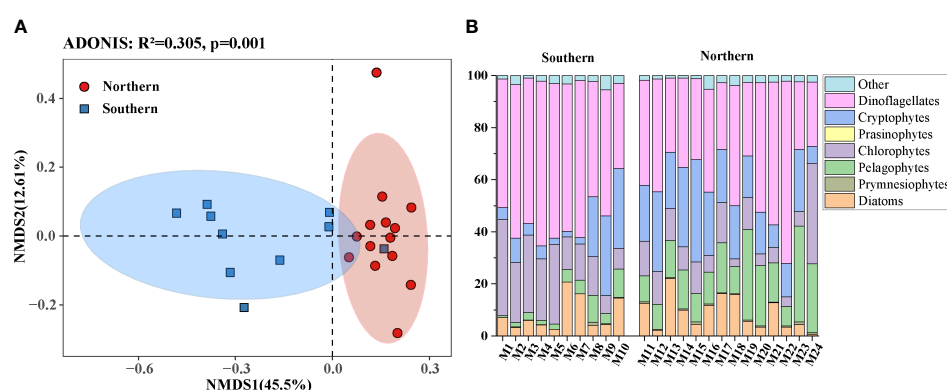 A
ADONIS: R²=0.305, p=0.001
Northern
Southern
NMDS2(12.61%)
0.4
0.2
0.0
−0.2
−0.6
−0.3
0.0
0.3
NMDS1(45.5%)
B
Southern
Northern
100
80
60
40
20
0
M1
M2
M3
M4
M5
M6
M7
M8
M9
M10
M11
M12
M13
M14
M15
M16
M17
M18
M19
M20
M21
M22
M23
M24
Other
Dinoflagellates
Cryptophytes
Prasinophytes
Chlorophytes
Pelagophytes
Prymnesiophytes
Diatoms